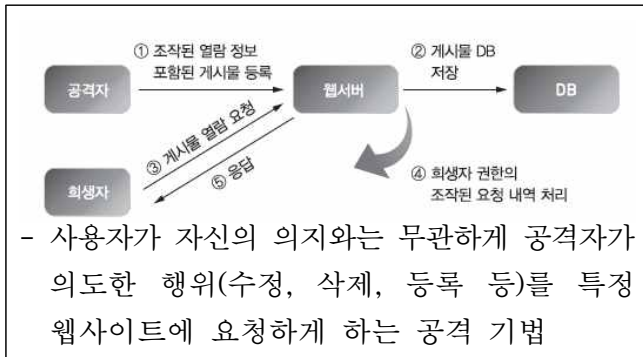 ① 조작된 열람 정보
포함된 게시물 등록
② 게시물 DB
저장
공격자
웹서버
DB
③ 게시물 열람 요청
⑤ 응답
희생자
④ 희생자 권한의
조작된 요청 내역 처리
- 사용자가 자신의 의지와는 무관하게 공격자가
의도한 행위(수정, 삭제, 등록 등)를 특정
웹사이트에 요청하게 하는 공격 기법